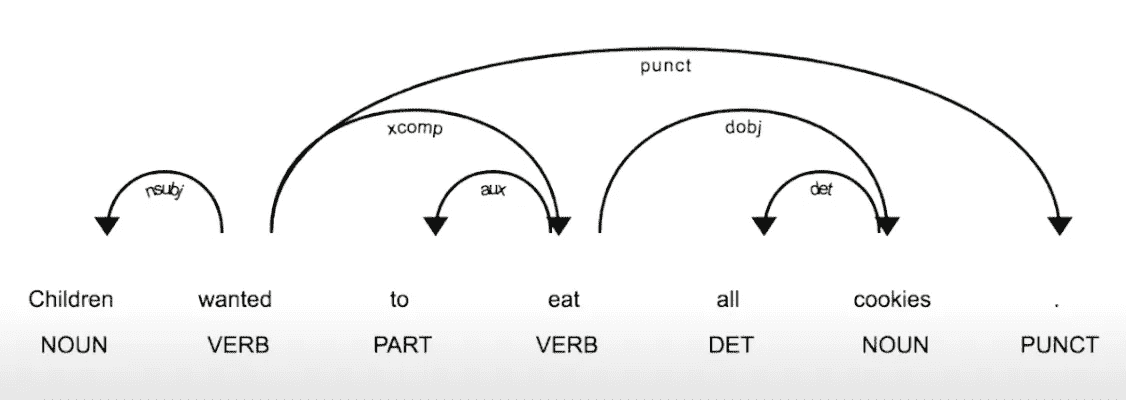 punct
xcomp dobj
nsubj aux det
Children wanted to eat all cookies .
NOUN VERB PART VERB DET NOUN PUNCT